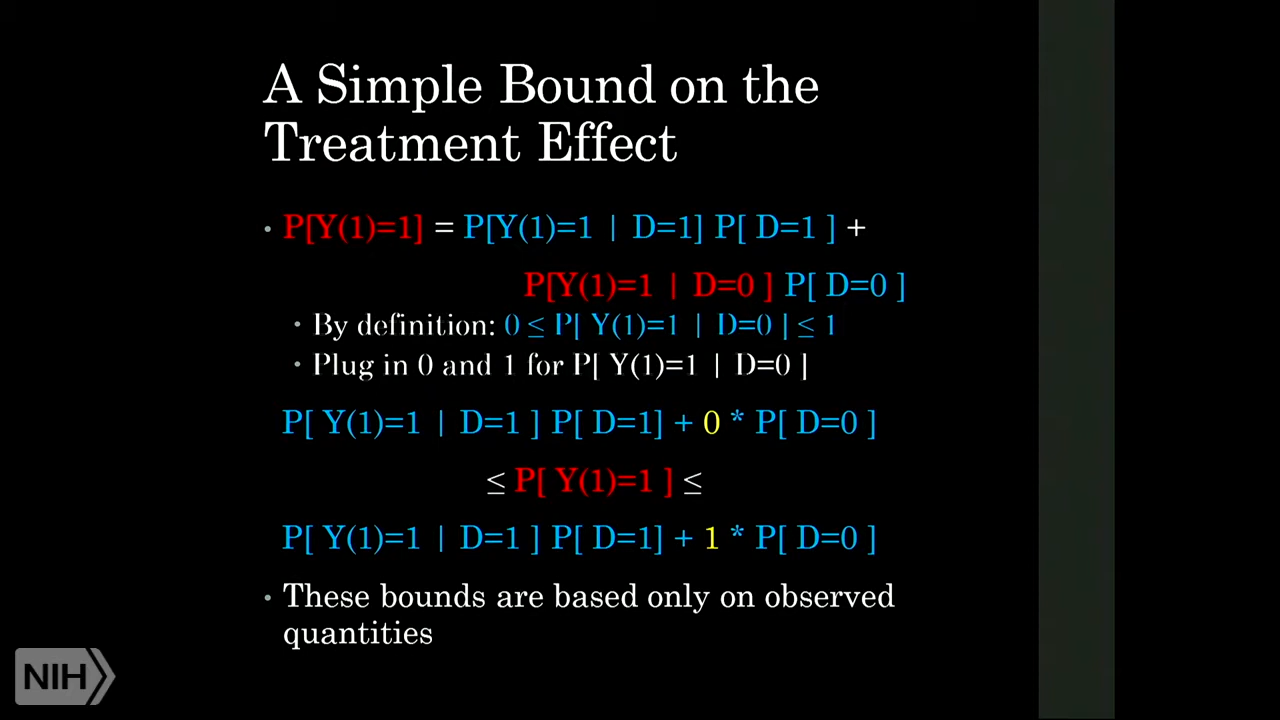 A Simple Bound on the
Treatment Effect
• P[Y(1)=1] = P[Y(1)=1 | D=1] P[ D=1 ] +
P[Y(1)=1 | D=0 ] P[ D=0 ]
• By definition: 0 ≤ P[ Y(1)=1 | D=0 ] ≤ 1
• Plug in 0 and 1 for P[ Y(1)=1 | D=0 ]
P[ Y(1)=1 | D=1 ] P[ D=1] + 0 * P[ D=0 ]
≤ P[ Y(1)=1 ] ≤
P[ Y(1)=1 | D=1 ] P[ D=1] + 1 * P[ D=0 ]
• These bounds are based only on observed
quantities
NIH